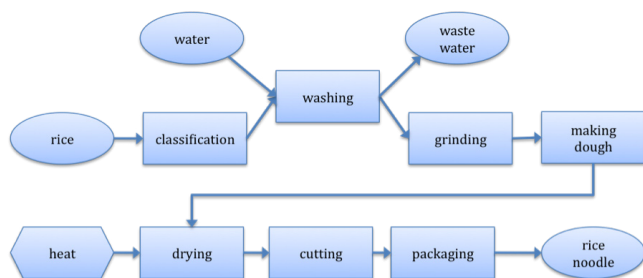 water
waste
water
washing
rice
classification
grinding
making
dough
heat
drying
cutting
packaging
rice
noodle